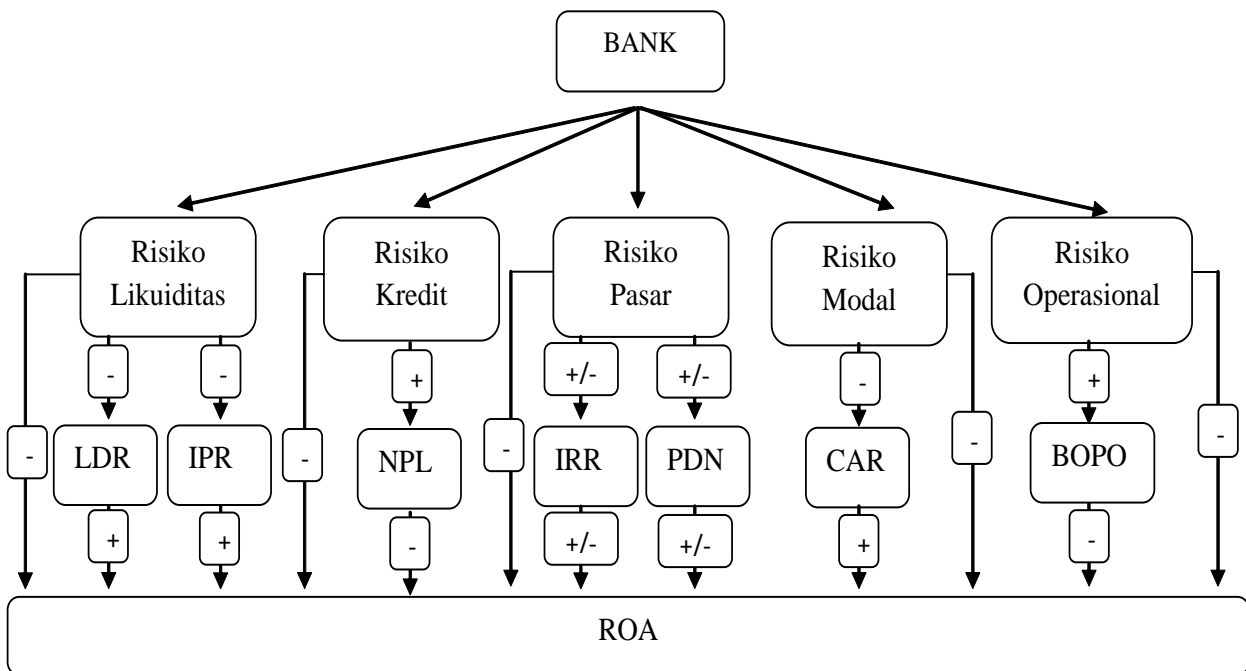 BANK
Risiko
Likuiditas
Risiko
Kredit
Risiko
Pasar
Risiko
Modal
Risiko
Operasional
-
-
+
+/-
+/-
-
+
-
LDR
IPR
-
NPL
-
IRR
PDN
CAR
-
BOPO
-
+
+
-
+/-
+/-
+
-
ROA